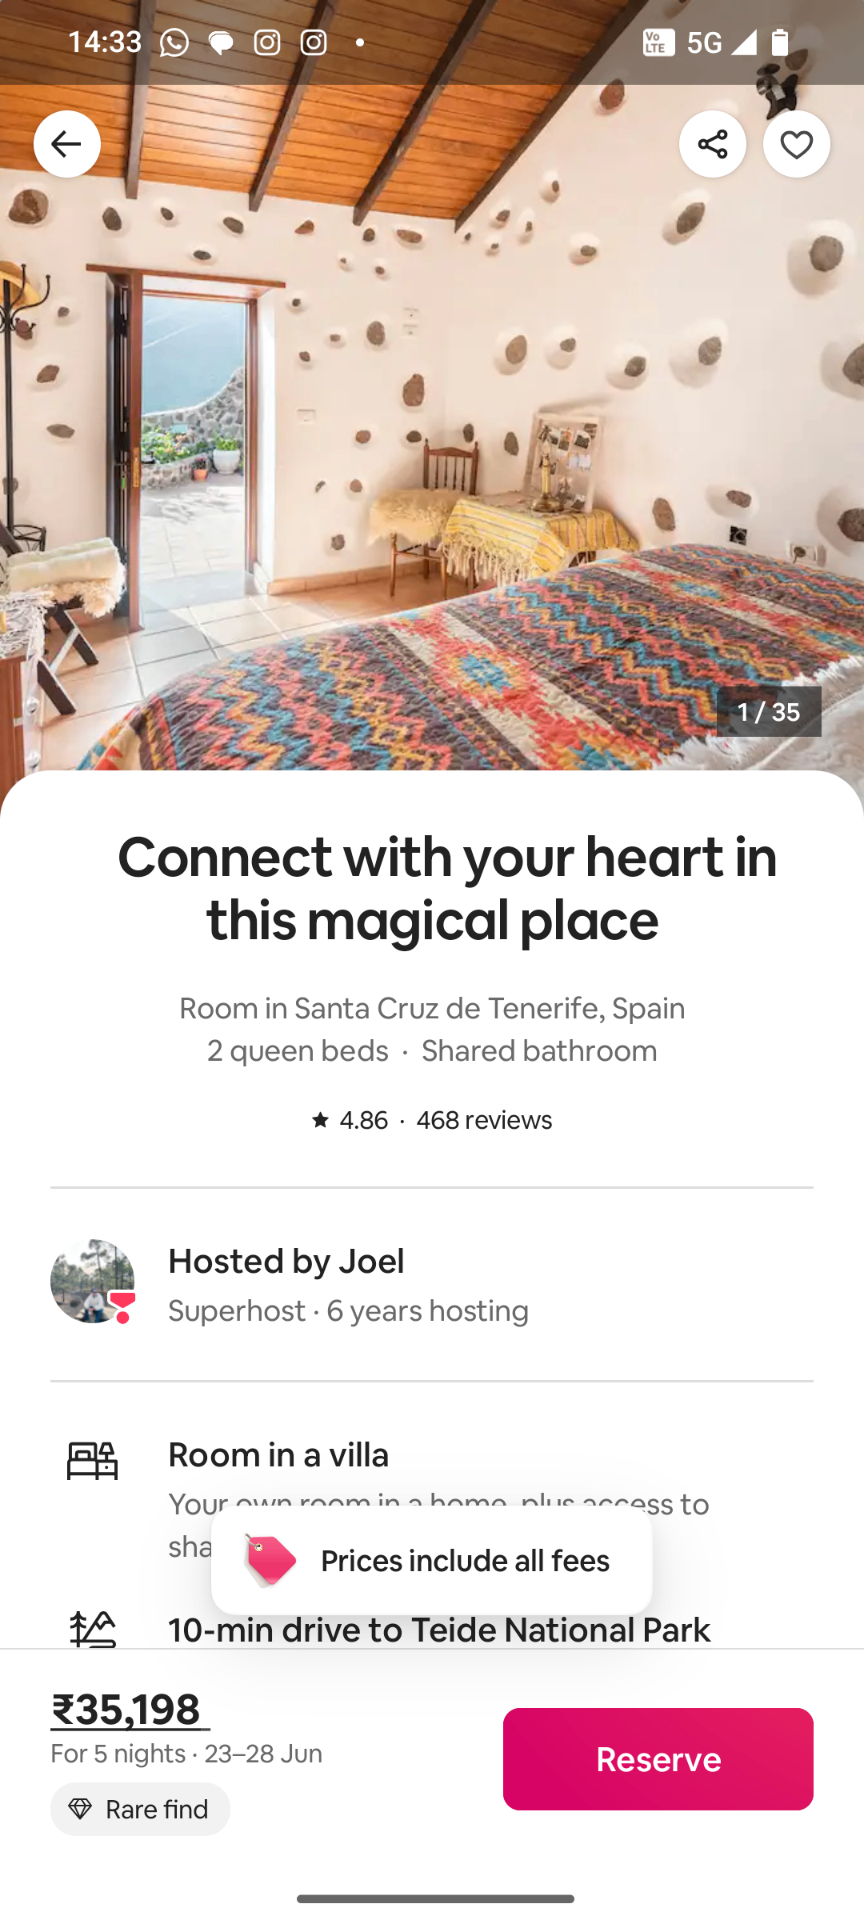 14:33
Vo LTE 5G
1 / 35
Connect with your heart in
this magical place
Room in Santa Cruz de Tenerife, Spain
2 queen beds · Shared bathroom
★ 4.86 · 468 reviews
Hosted by Joel
Superhost · 6 years hosting
Room in a villa
Your own room in a home, plus access to
Prices include all fees
10-min drive to Teide National Park
₹35,198
For 5 nights · 23–28 Jun
Reserve
Rare find